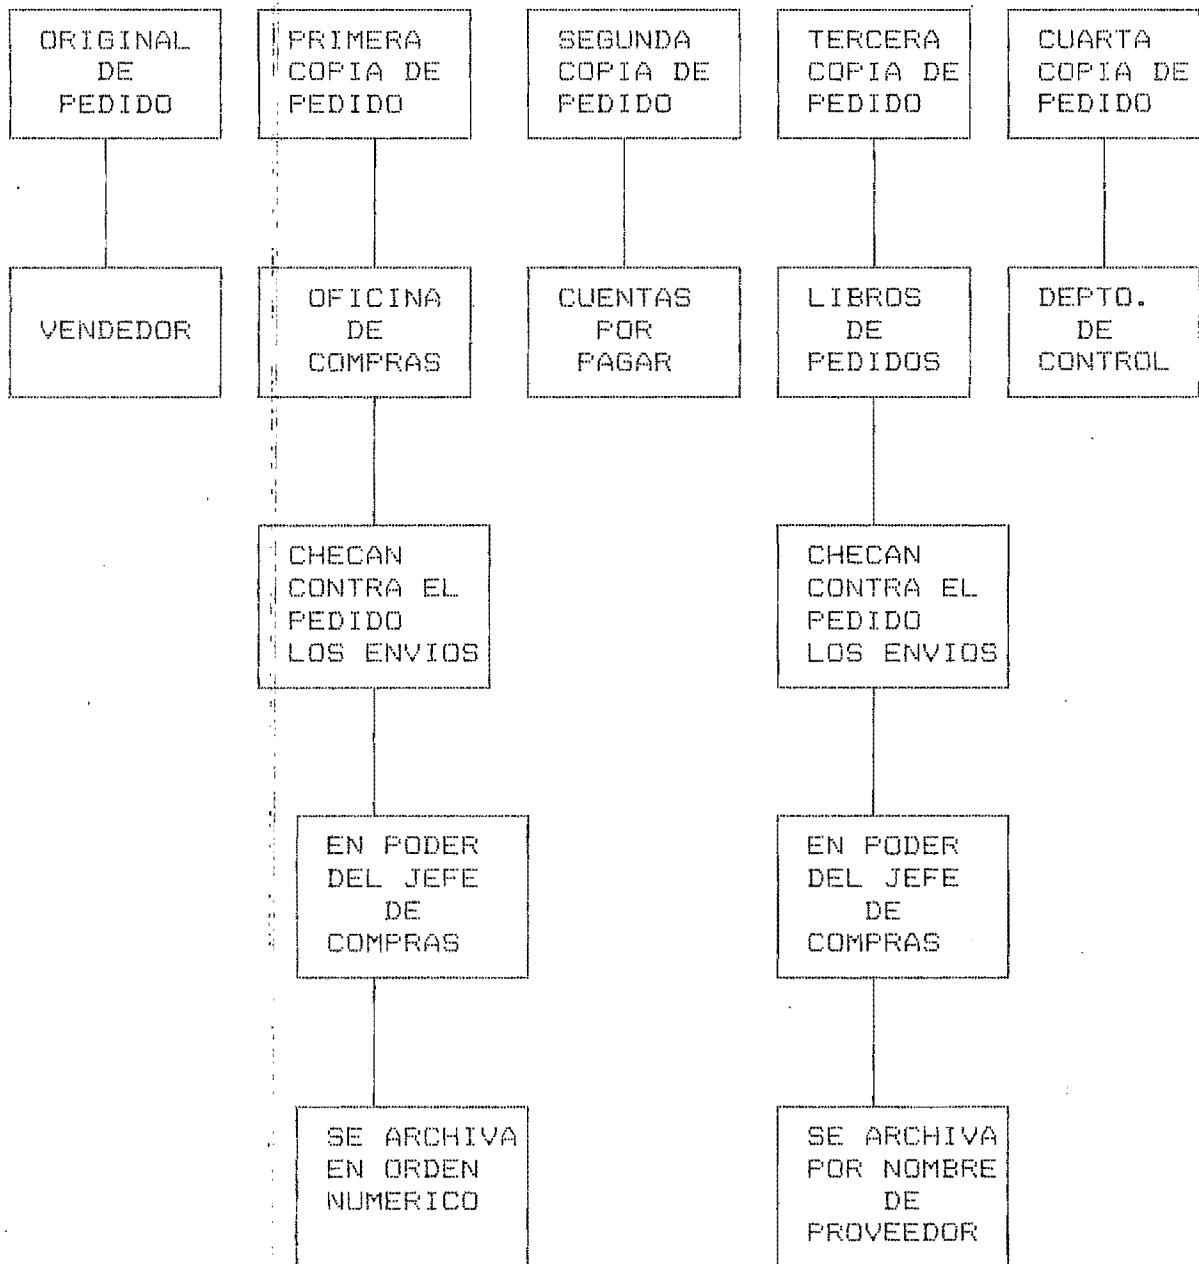 ORIGINAL
DE
PEDIDO
PRIMERA
COPIA DE
PEDIDO
SEGUNDA
COPIA DE
PEDIDO
TERCERA
COPIA DE
PEDIDO
CUARTA
COPIA DE
PEDIDO
VENDEDOR
OFICINA
DE
COMPRAS
CUENTAS
POR
PAGAR
LIBROS
DE
PEDIDOS
DEPTO.
DE
CONTROL
CHECAN
CONTRA EL
PEDIDO
LOS ENVIOS
CHECAN
CONTRA EL
PEDIDO
LOS ENVIOS
EN PODER
DEL JEFE
DE
COMPRAS
EN PODER
DEL JEFE
DE
COMPRAS
SE ARCHIVA
EN ORDEN
NUMERICO
SE ARCHIVA
POR NOMBRE
DE
PROVEEDOR